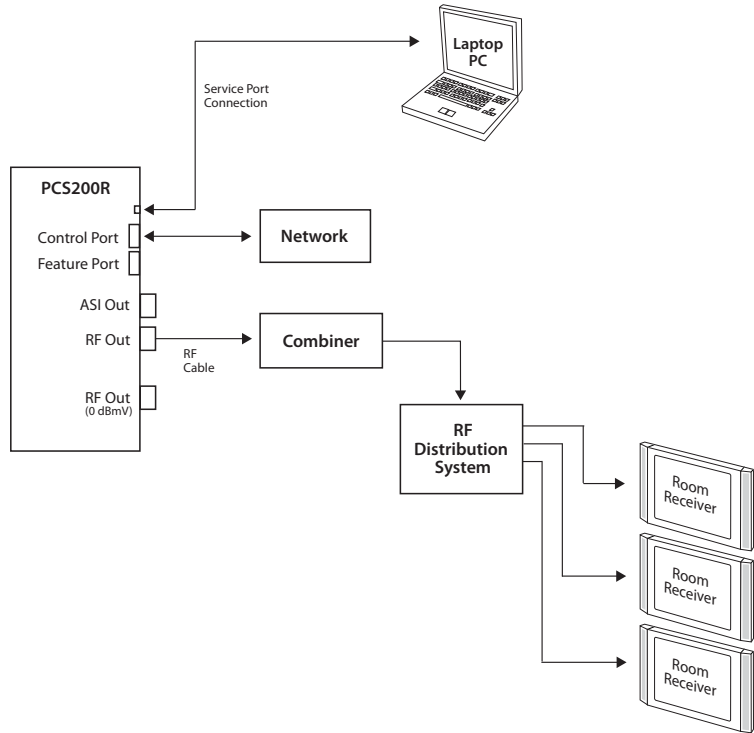 Laptop
PC
Service Port
Connection
PCS200R
Control Port
Feature Port
ASI Out
RF Out
RF Out
(0 dBmV)
Network
RF
Cable
Combiner
RF
Distribution
System
Room
Receiver
Room
Receiver
Room
Receiver